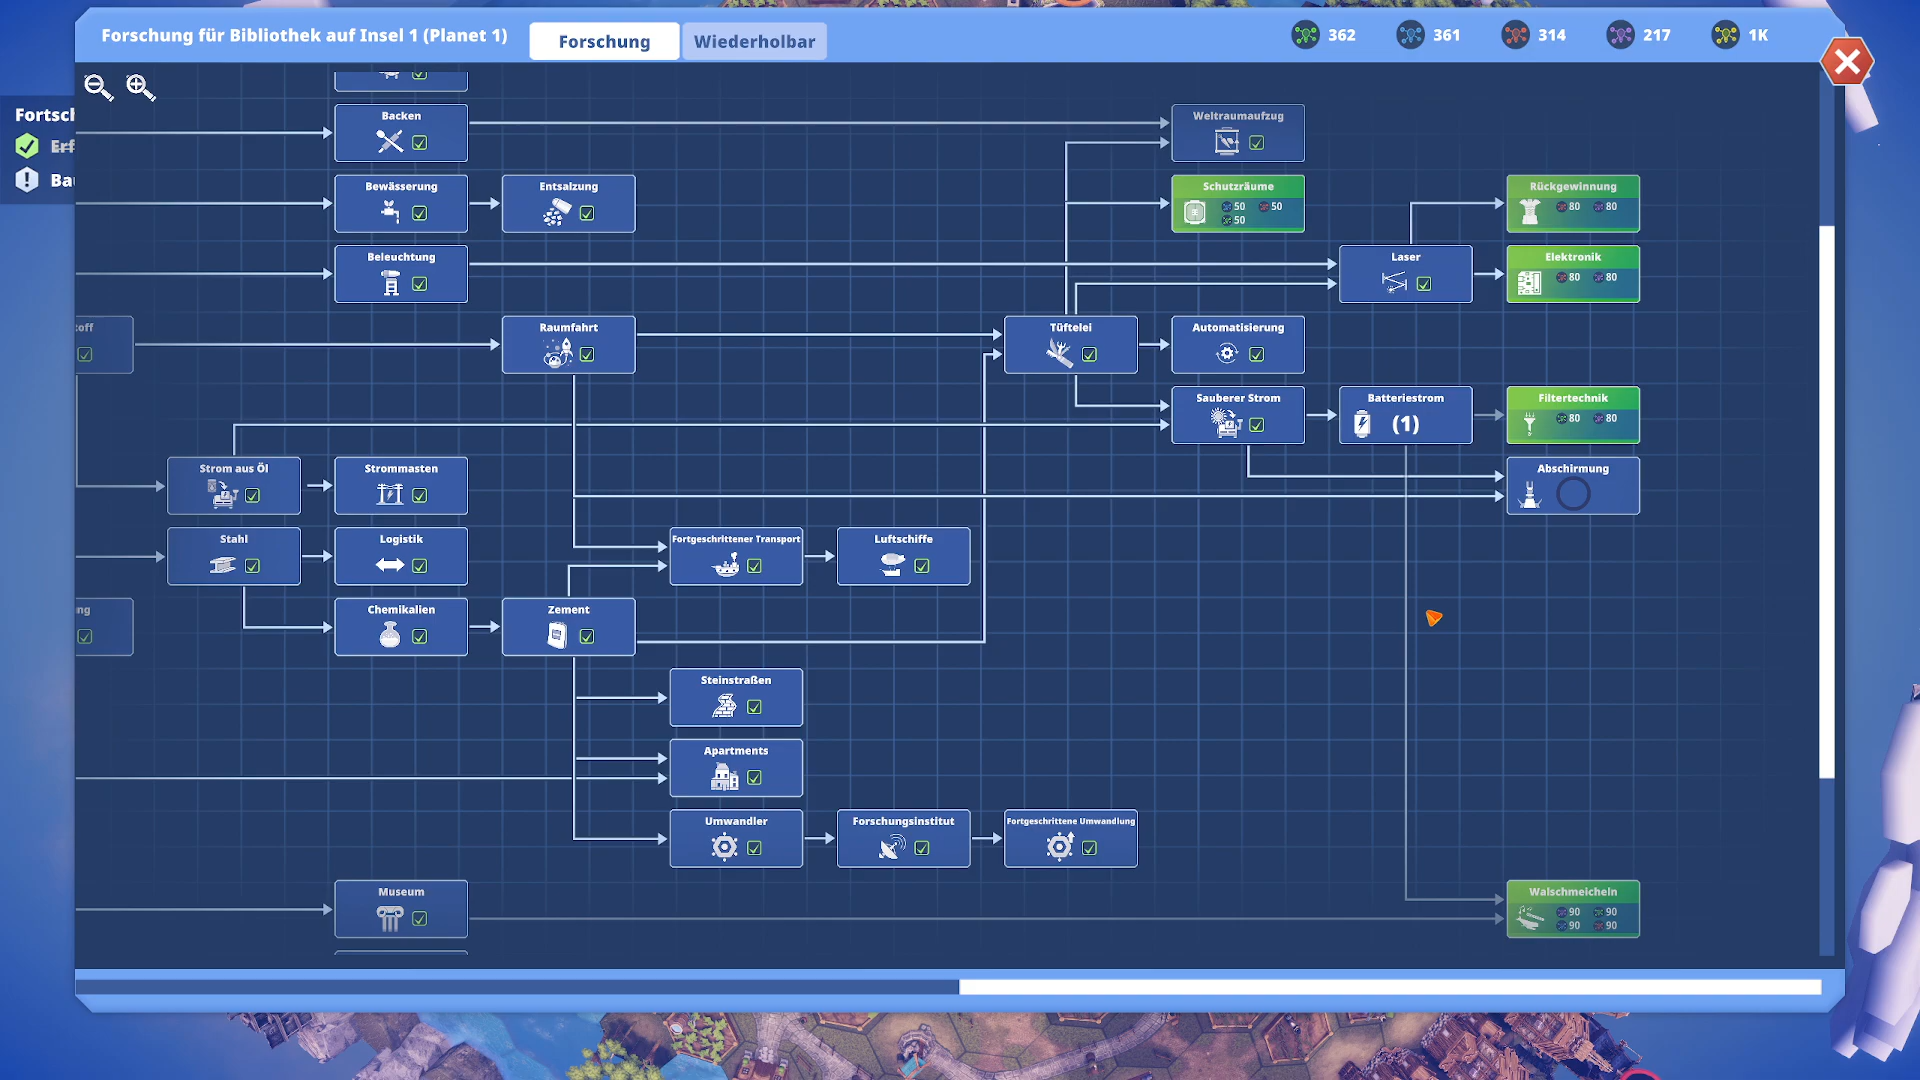 Forschung für Bibliothek auf Insel 1 (Planet 1)
Forschung
Wiederholbar
362
361
314
217
1K
Backen
Weltraumaufzug
Bewässerung
Entsalzung
Schutzräume
50
50
50
Rückgewinnung
80
80
Beleuchtung
Laser
Elektronik
80
80
Raumfahrt
Tüftelei
Automatisierung
Sauberer Strom
Batteriestrom
(1)
Filtertechnik
80
80
Strom aus Öl
Strommasten
Abschirmung
Stahl
Logistik
Fortgeschrittener Transport
Luftschiffe
Chemikalien
Zement
Steinstraßen
Apartments
Umwandler
Forschungsinstitut
Fortgeschrittene Umwandlung
Museum
Walschmeicheln
90
90
90
90